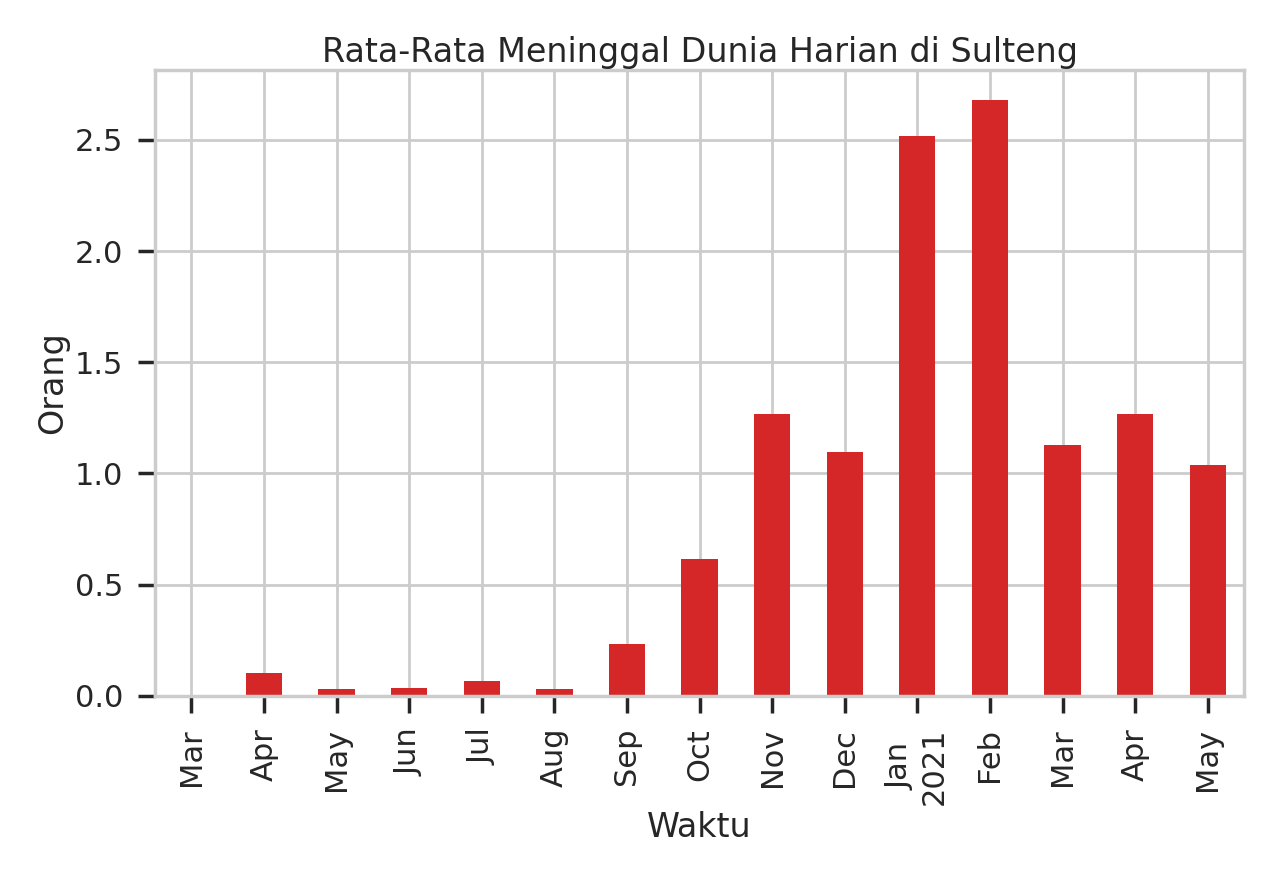 Rata-Rata Meninggal Dunia Harian di Sulteng
Orang
2.5
2.0
1.5
1.0
0.5
0.0
Mar
Apr
May
Jun
Jul
Aug
Sep
Oct
Nov
Dec
Jan
2021
Feb
Mar
Apr
May
Waktu